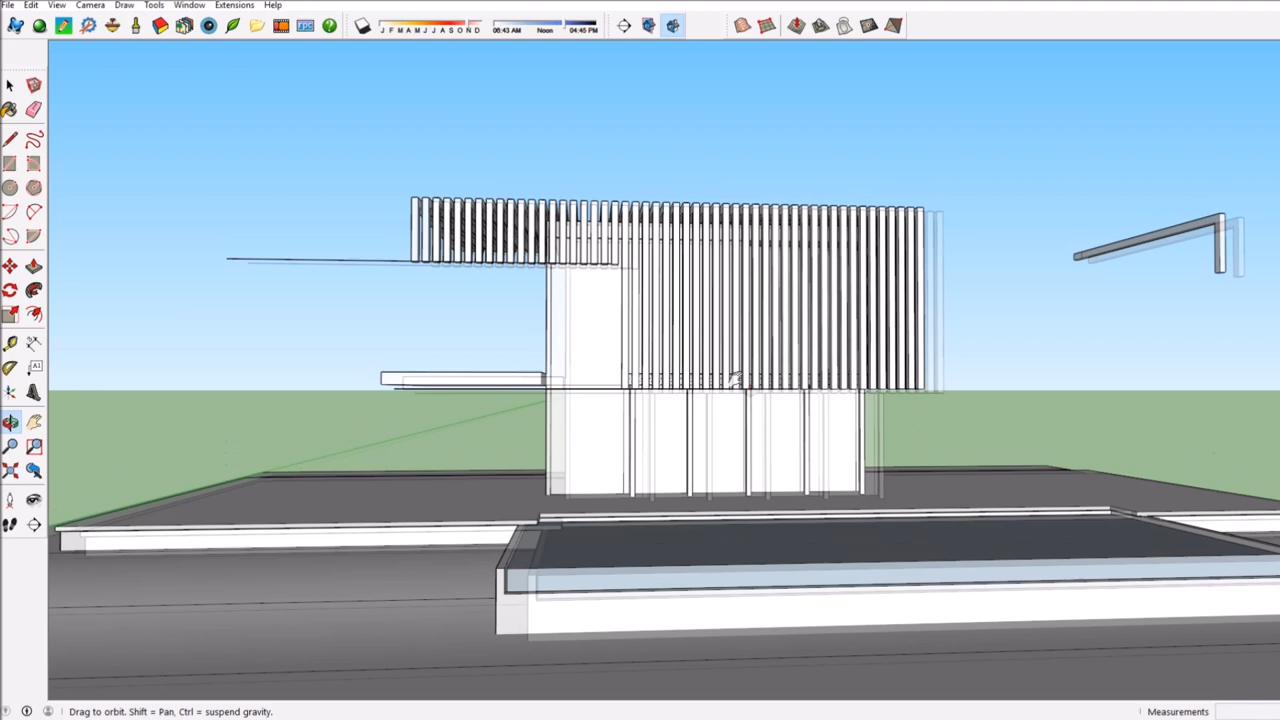 File Edit View Camera Draw Tools Window Extensions Help
J F M A M J J A S O N D 06:43 AM Noon 04:45 PM
A1
Drag to orbit. Shift = Pan, Ctrl = suspend gravity. Measurements